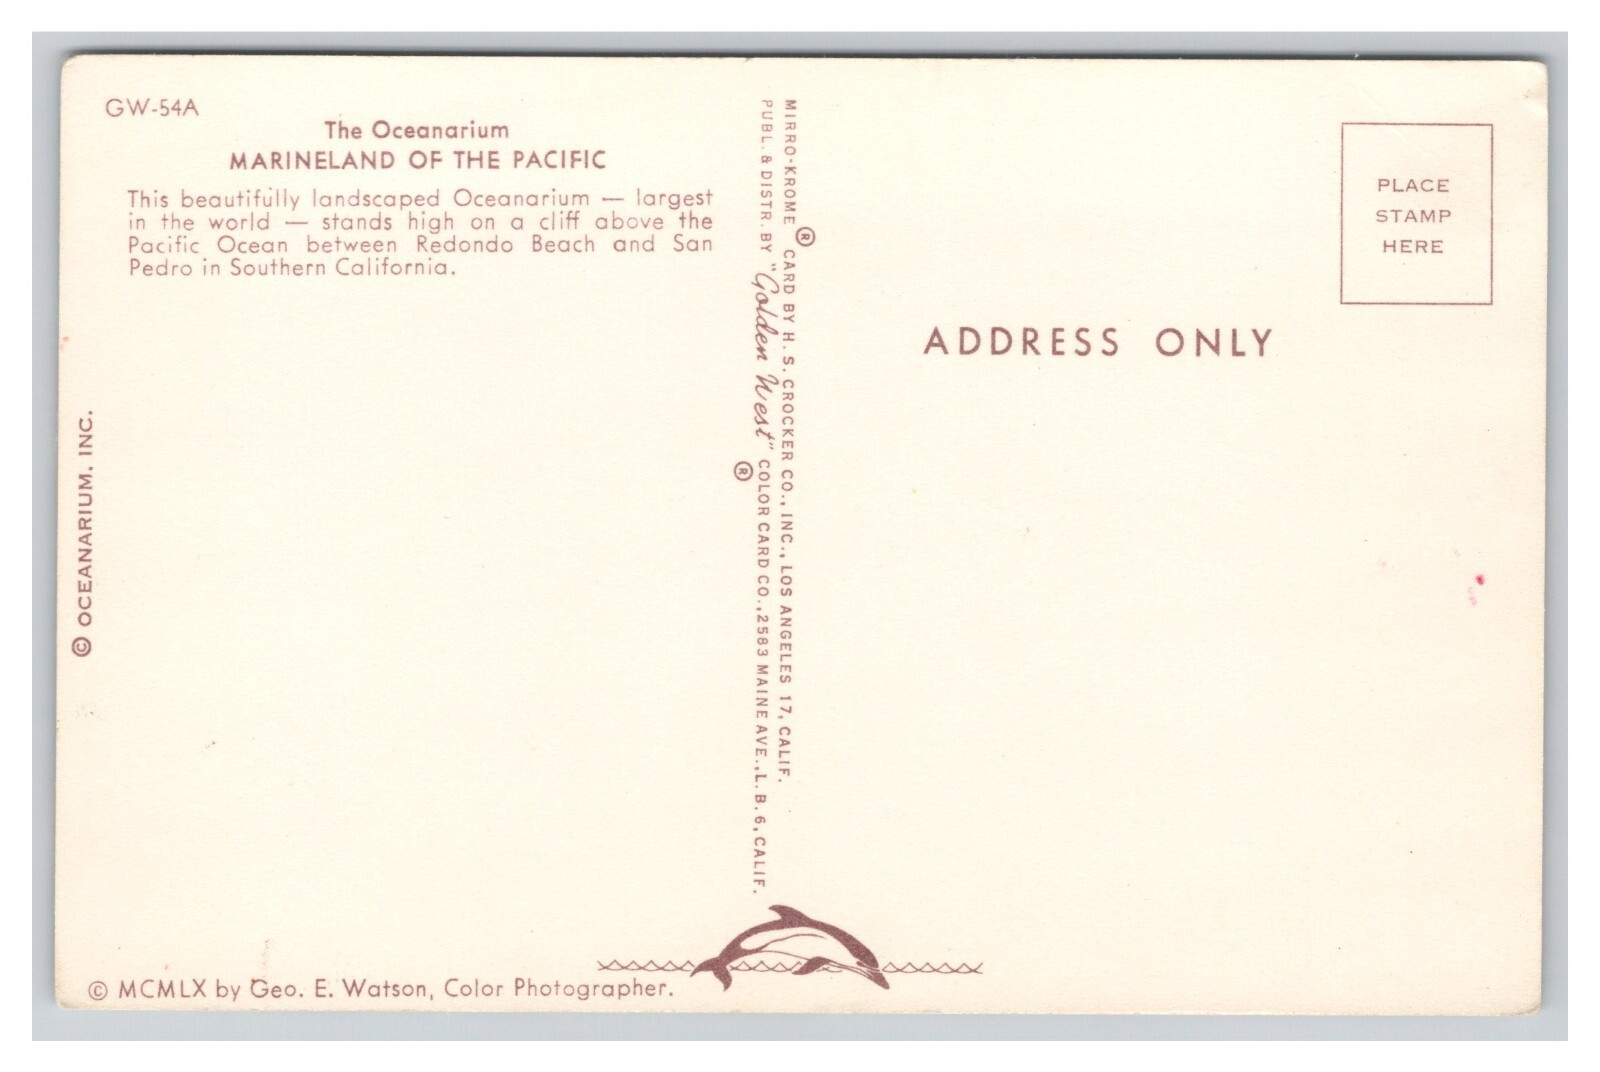 GW-54A
The Oceanarium
MARINELAND OF THE PACIFIC
This beautifully landscaped Oceanarium — largest
in the world — stands high on a cliff above the
Pacific Ocean between Redondo Beach and San
Pedro in Southern California.
© OCEANARIUM, INC.
© MCMLX by Geo. E. Watson, Color Photographer.
MIRRO-KROME ® CARD BY H. S. CROCKER CO., INC., LOS ANGELES 17, CALIF.
PUBL. & DISTR. BY "Golden West" ® COLOR CARD CO., 2583 MAINE AVE., L. B. 6, CALIF.
PLACE
STAMP
HERE
ADDRESS ONLY